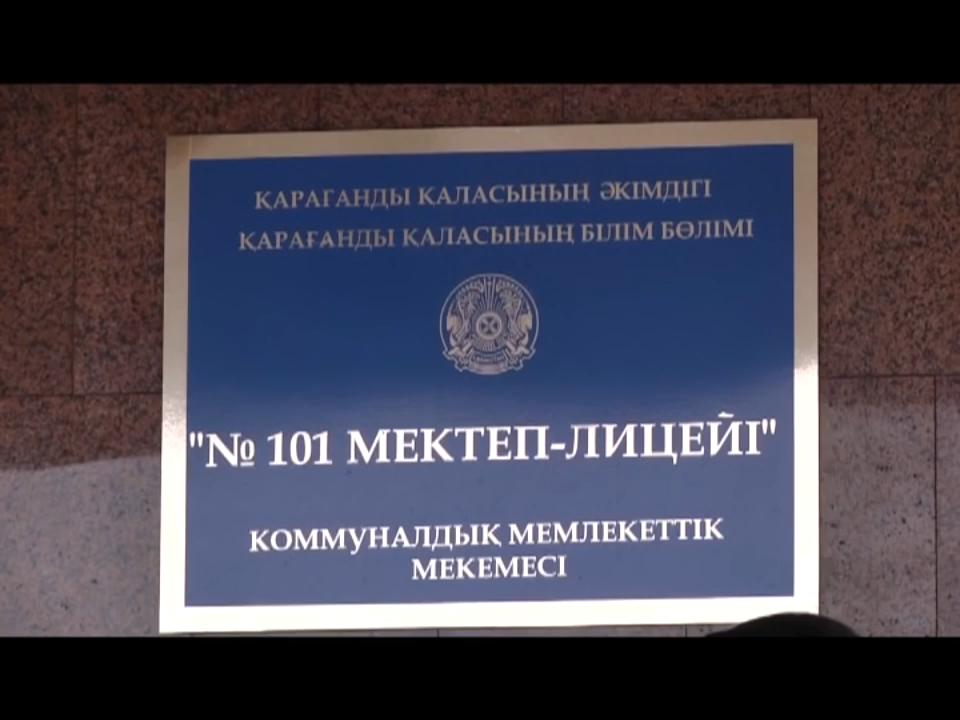 ҚАРАҒАНДЫ ҚАЛАСЫНЫҢ ӘКІМДІГІ
ҚАРАҒАНДЫ ҚАЛАСЫНЫҢ БІЛІМ БӨЛІМІ
"№ 101 МЕКТЕП-ЛИЦЕЙІ"
КОММУНАЛДЫҚ МЕМЛЕКЕТТІК
МЕКЕМЕСІ